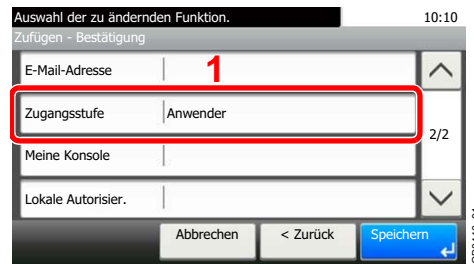 Auswahl der zu ändernden Funktion. 10:10
Zufügen - Bestätigung
E-Mail-Adresse 1
Zugangsstufe Anwender
2/2
Meine Konsole
Lokale Autorisier.
Abbrechen < Zurück Speichern